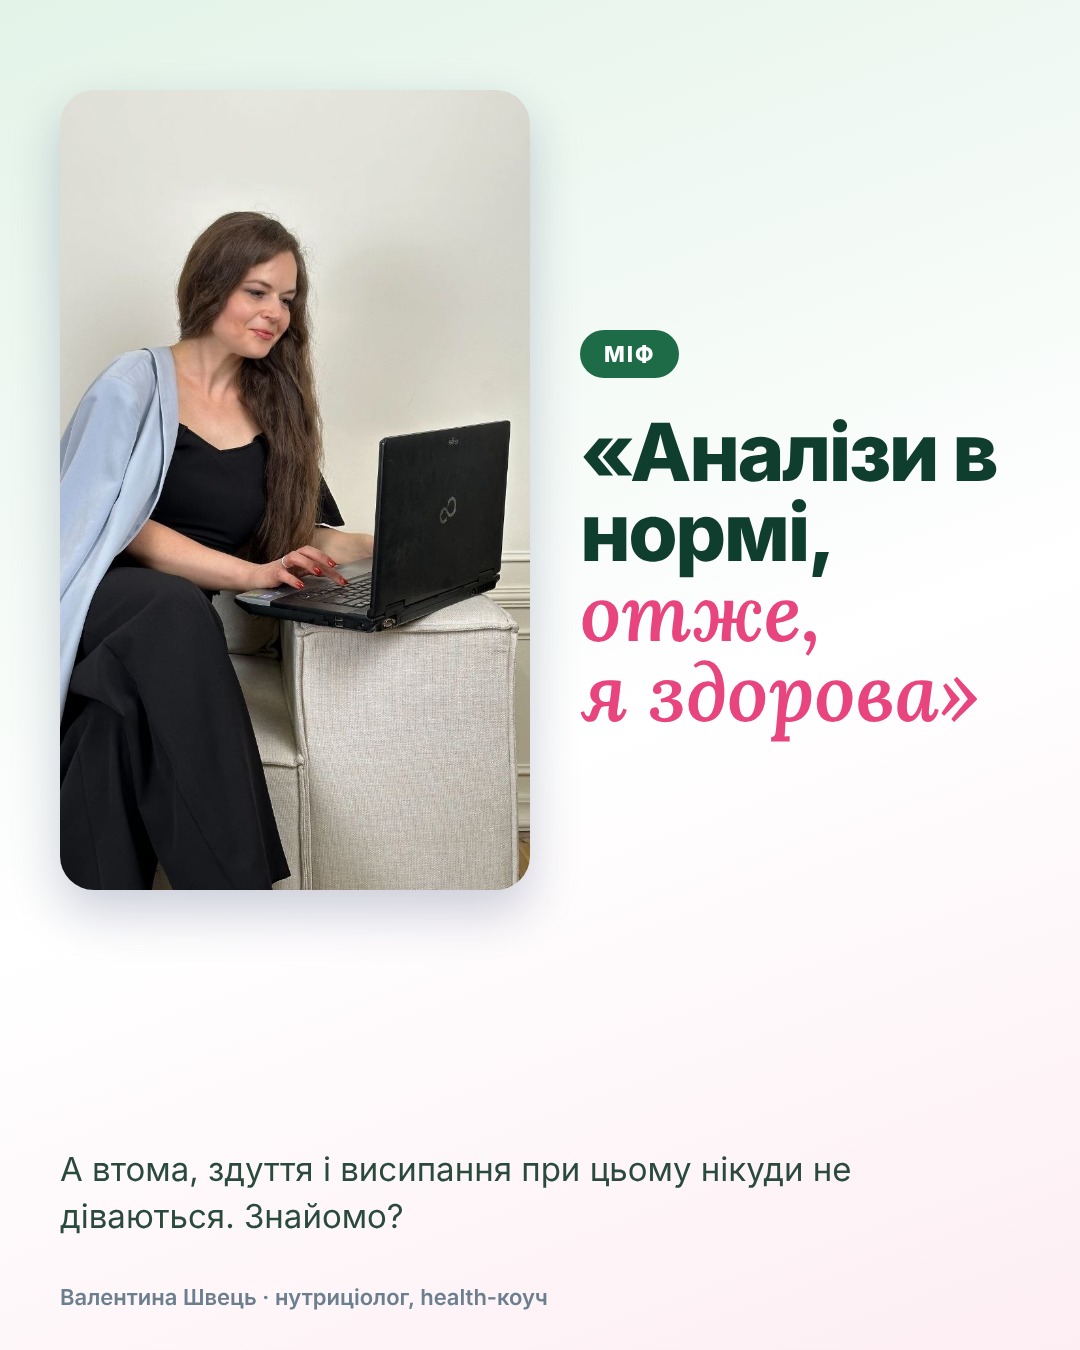 МІФ
«Аналізи в
нормі,
отже,
я здорова»
А втома, здуття і висипання при цьому нікуди не
діваються. Знайомо?
Валентина Швець · нутриціолог, health-коуч